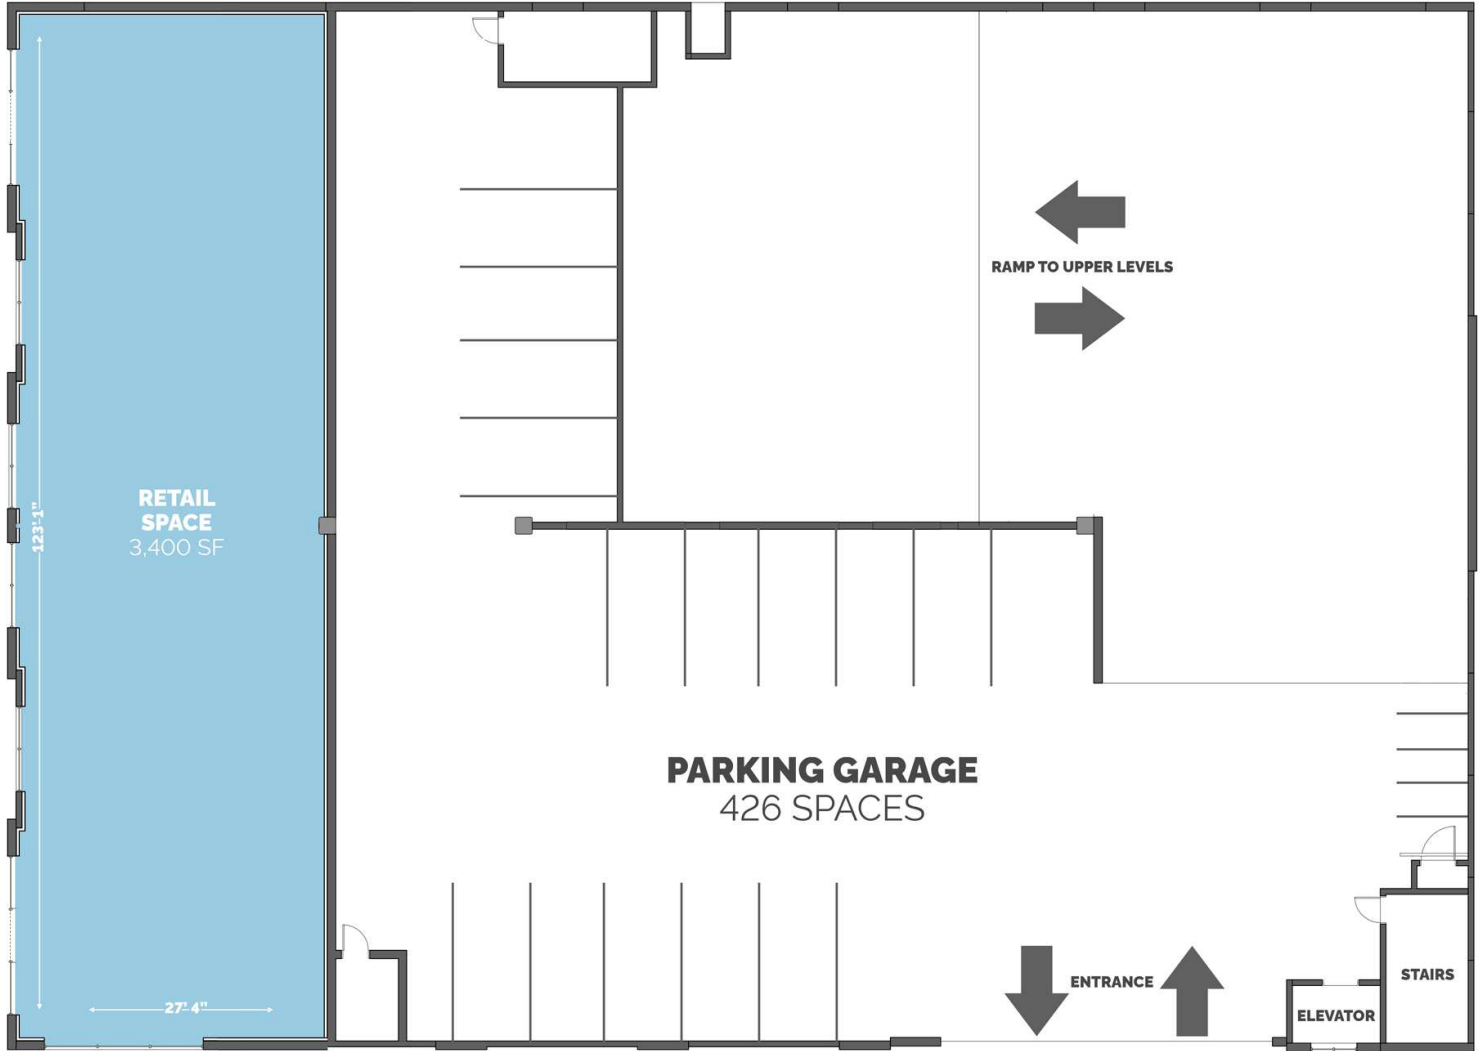 RAMP TO UPPER LEVELS
RETAIL
SPACE
3,400 SF
123'-1"
PARKING GARAGE
426 SPACES
27'-4"
ENTRANCE
STAIRS
ELEVATOR